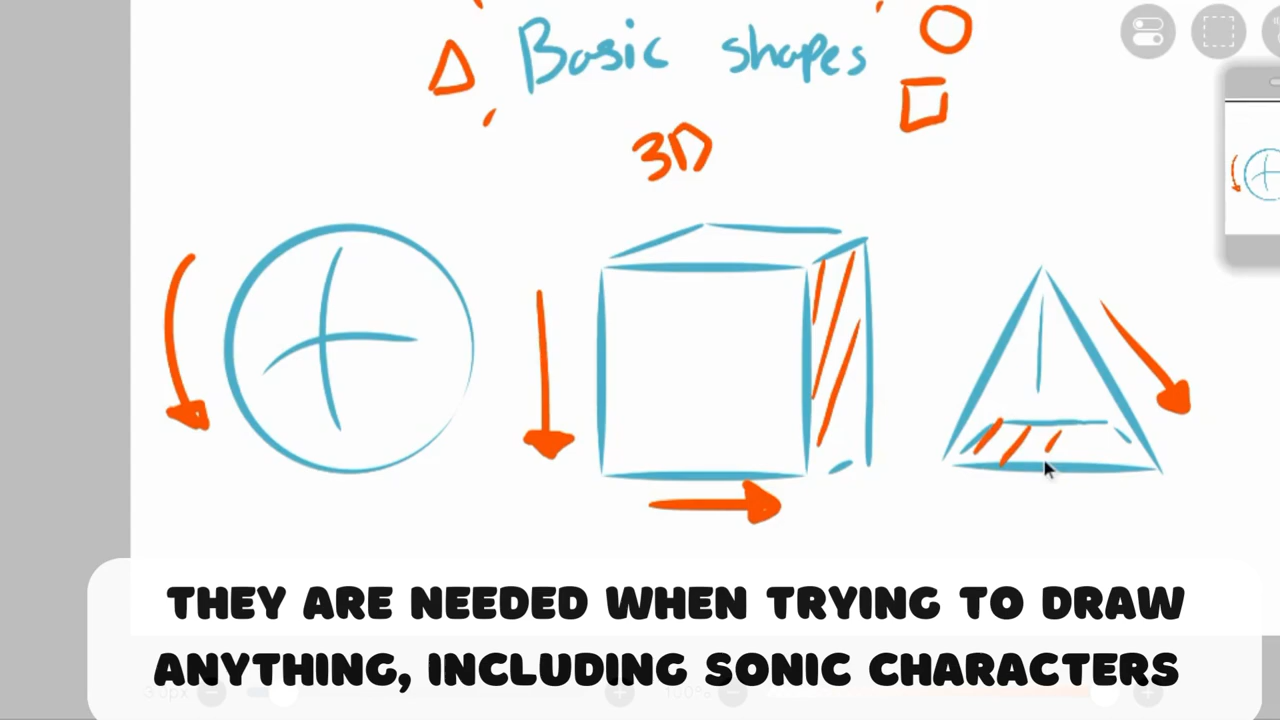 Basic shapes
3D
THEY ARE NEEDED WHEN TRYING TO DRAW
ANYTHING, INCLUDING SONIC CHARACTERS